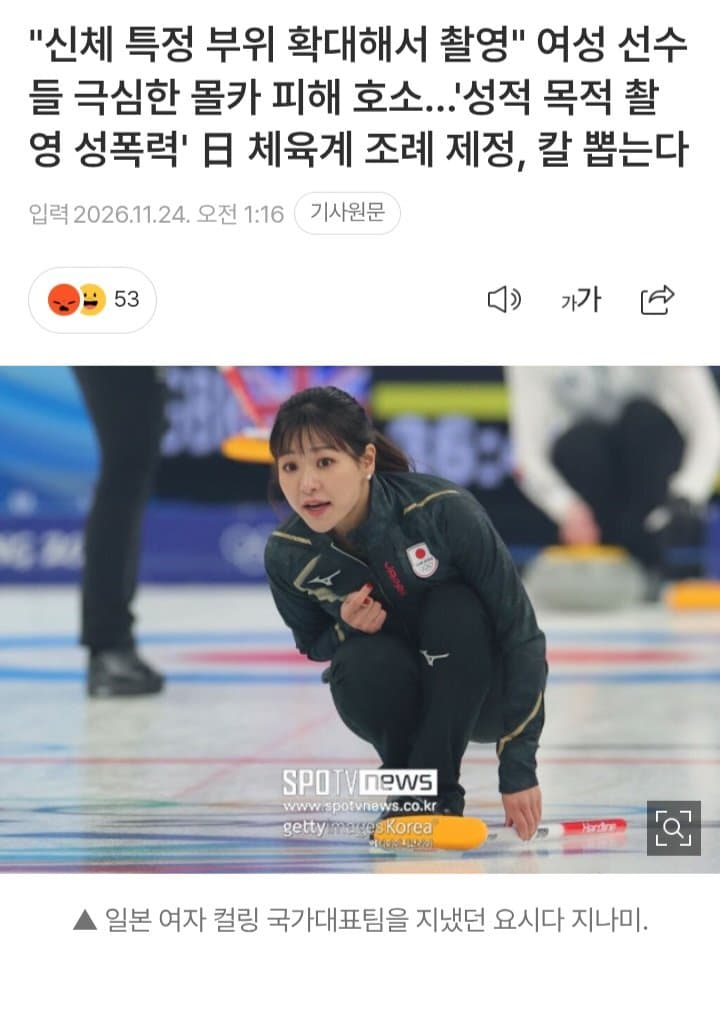 "신체 특정 부위 확대해서 촬영" 여성 선수
들 극심한 몰카 피해 호소…'성적 목적 촬
영 성폭력' 日 체육계 조례 제정, 칼 뽑는다
입력 2026.11.24. 오전 1:16 기사원문
53
가가
JAPAN
SPOTV news
www.spotvnews.co.kr
gettyimagesKorea
Hardline
▲ 일본 여자 컬링 국가대표팀을 지냈던 요시다 지나미.